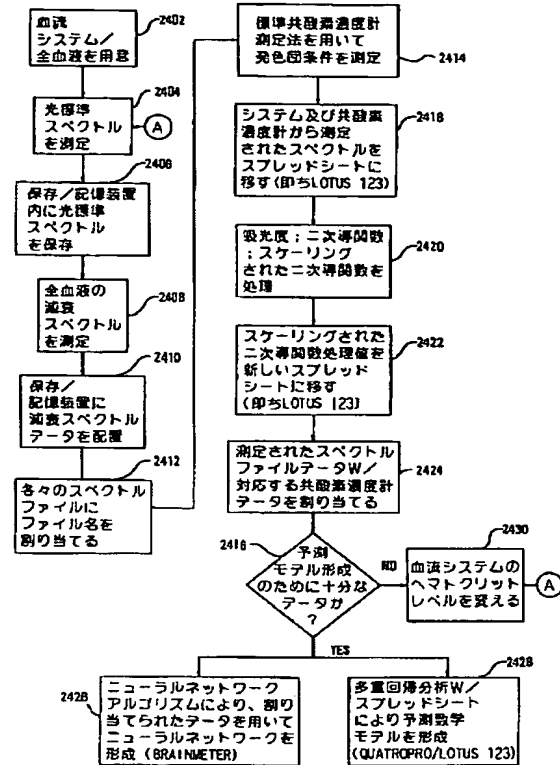 血流
システム／
全血液を用意
2402
光標準
スペクトル
を測定
2404
A
保存／記憶装置
内に光標準
スペクトル
を保存
2406
全血液の
減衰
スペクトル
を測定
2408
保存／
記憶装置に
減衰スペクトル
データを配置
2410
各々のスペクトル
ファイルに
ファイル名を
割り当てる
2412
標準共酸素濃度計
測定法を用いて
発色団条件を測定
2414
システム及び共酸素
濃度計から測定
されたスペクトルを
スプレッドシートに
移す(即ちLOTUS 123)
2418
吸光度；二次導関数
；スケーリング
された二次導関数を
処理
2420
スケーリングされた
二次導関数処理値を
新しいスプレッド
シートに移す
(即ちLOTUS 123)
2422
測定されたスペクトル
ファイルデータW／
対応する共酸素濃度計
データを割り当てる
2424
2416
予測
モデル形成
のために十分な
データか
？
NO
2430
血流システムの
ヘマトクリット
レベルを変える
A
YES
2426
ニューラルネットワーク
アルゴリズムにより、割り
当てられたデータを用いて
ニューラルネットワークを
形成(BRAINMETER)
2428
多重回帰分析W／
スプレッドシート
により予測数学
モデルを形成
(QUATROPRO/LOTUS 123)